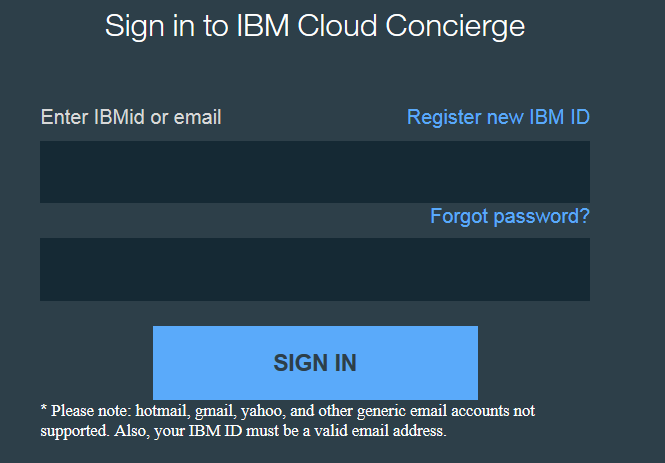 Sign in to IBM Cloud Concierge
Enter IBMid or email
Register new IBM ID
Forgot password?
SIGN IN
* Please note: hotmail, gmail, yahoo, and other generic email accounts not
supported. Also, your IBM ID must be a valid email address.